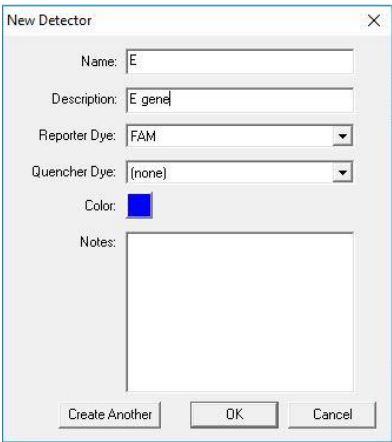 New Detector
Name: E
Description: E gene
Reporter Dye: FAM
Quencher Dye: (none)
Color:
Notes:
Create Another OK Cancel